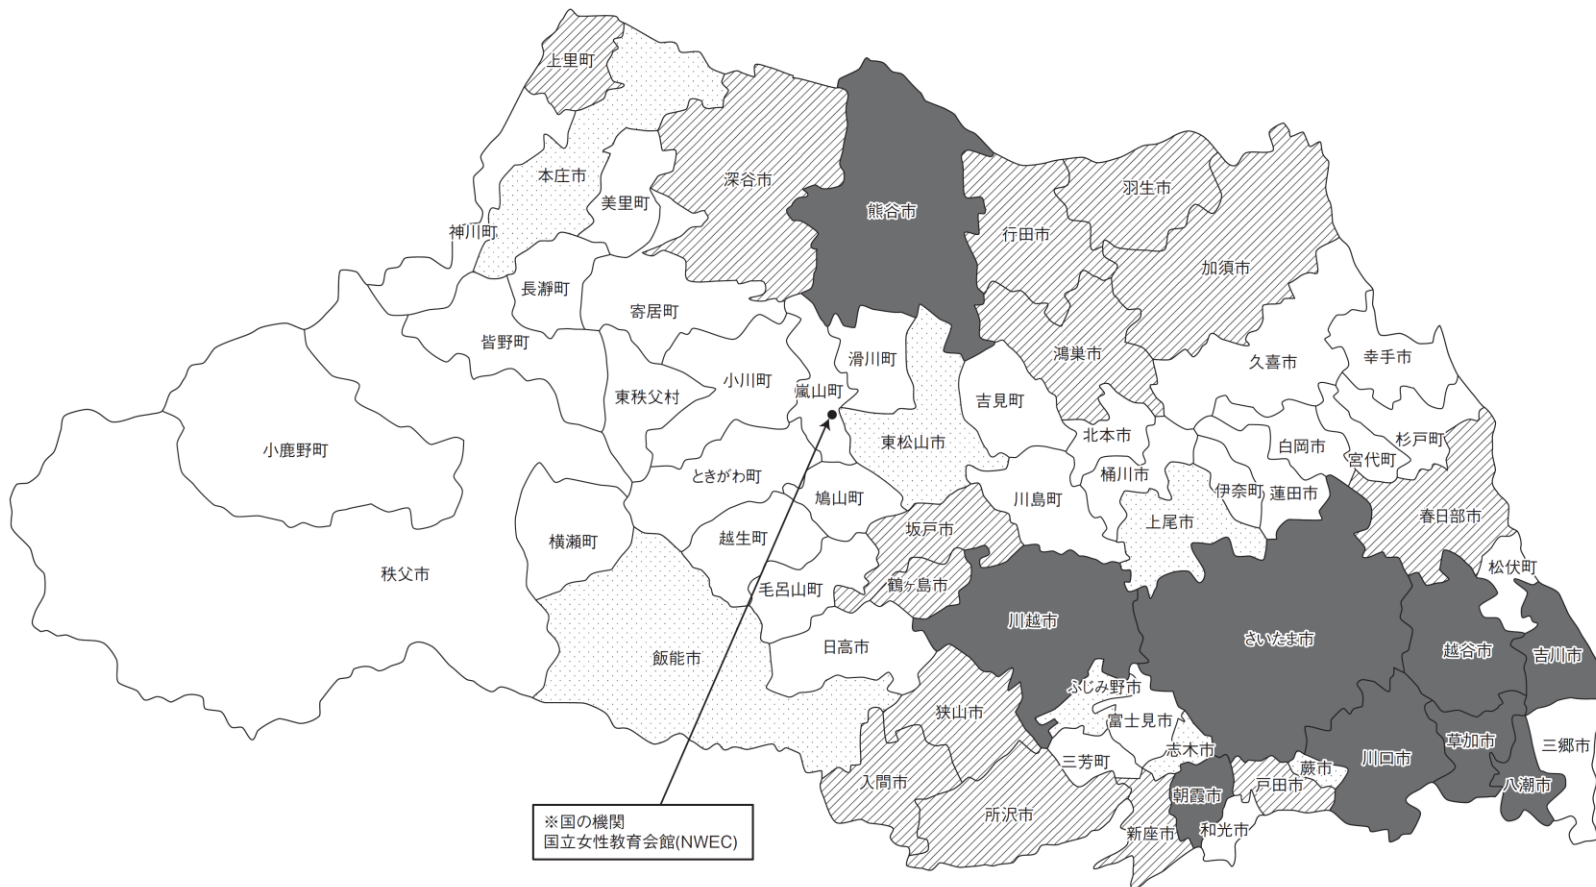 上里町
本庄市
美里町
深谷市
熊谷市
行田市
羽生市
加須市
神川町
長瀞町
寄居町
皆野町
東秩父村
小川町
嵐山町
滑川町
吉見町
鴻巣市
久喜市
幸手市
小鹿野町
ときがわ町
東松山市
北本市
桶川市
白岡市
宮代町
杉戸町
横瀬町
越生町
鳩山町
川島町
伊奈町
蓮田市
上尾市
春日部市
坂戸市
秩父市
毛呂山町
鶴ヶ島市
松伏町
飯能市
日高市
川越市
さいたま市
越谷市
吉川市
ふじみ野市
狭山市
富士見市
志木市
三芳町
入間市
所沢市
新座市
朝霞市
和光市
戸田市
蕨市
川口市
草加市
八潮市
三郷市
※国の機関
国立女性教育会館(NWEC)